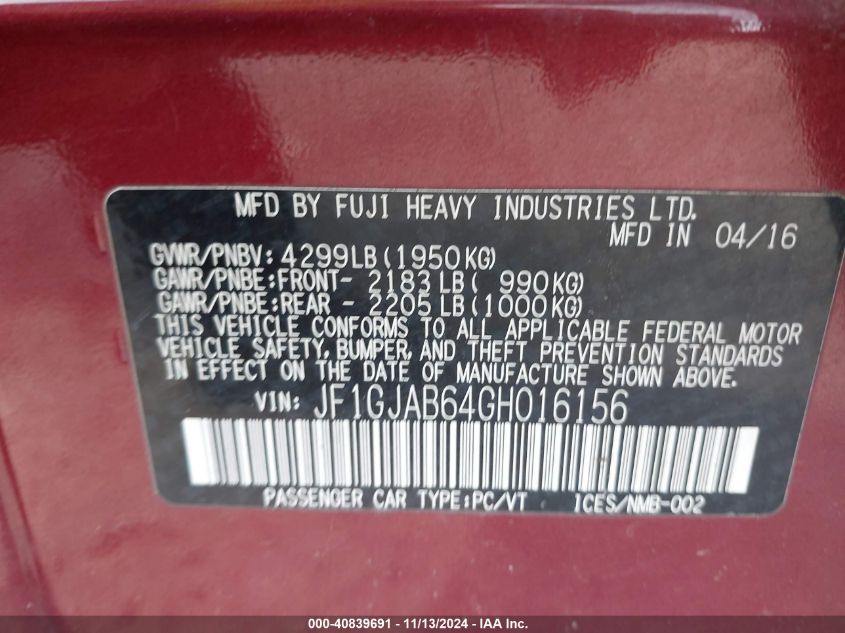 MFD BY FUJI HEAVY INDUSTRIES LTD.
MFD IN 04/16
GVWR/PNBV: 4299LB(1950KG)
GAWR/PNBE:FRONT- 2183LB( 990KG)
GAWR/PNBE:REAR - 2205LB(1000KG)
THIS VEHICLE CONFORMS TO ALL APPLICABLE FEDERAL MOTOR
VEHICLE SAFETY, BUMPER, AND THEFT PREVENTION STANDARDS
IN EFFECT ON THE DATE OF MANUFACTURE SHOWN ABOVE.
VIN: JF1GJAB64GH016156
PASSENGER CAR TYPE:PC/VT ICES/NMB-002
000-40839691 - 11/13/2024 - IAA Inc.